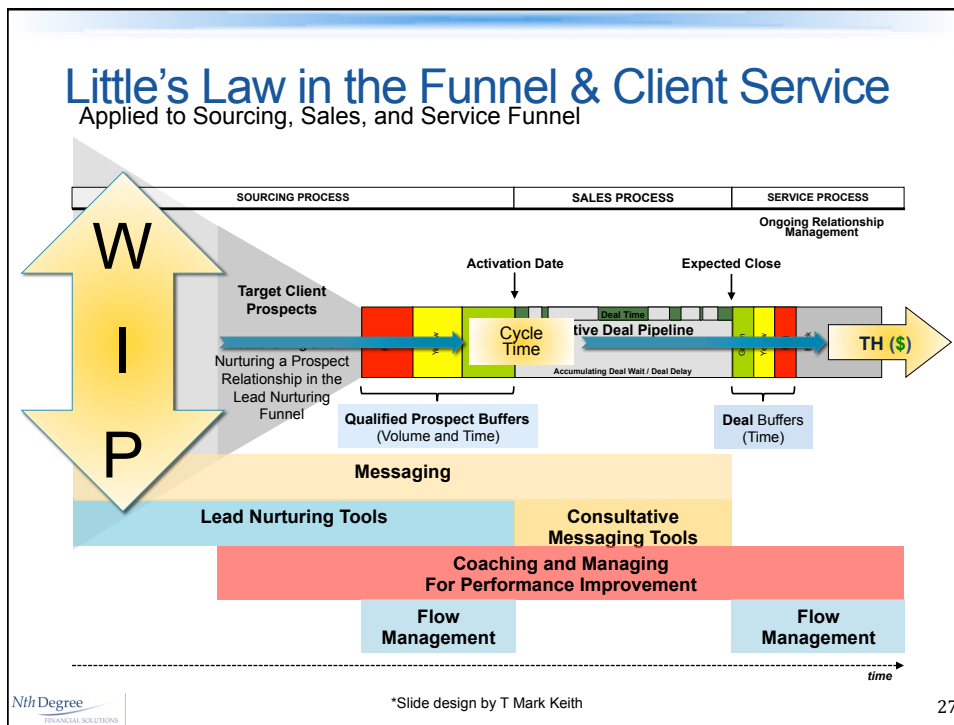 Little's Law in the Funnel & Client Service
Applied to Sourcing, Sales, and Service Funnel
SOURCING PROCESS
SALES PROCESS
SERVICE PROCESS
Ongoing Relationship
Management
W
I
P
Activation Date
Expected Close
Target Client
Prospects
Nurturing a Prospect
Relationship in the
Lead Nurturing
Funnel
Cycle
Time
Deal Time
tive Deal Pipeline
Accumulating Deal Wait / Deal Delay
TH ($)
Qualified Prospect Buffers
(Volume and Time)
Deal Buffers
(Time)
Messaging
Lead Nurturing Tools
Consultative
Messaging Tools
Coaching and Managing
For Performance Improvement
Flow
Management
Flow
Management
time
Nth Degree
FINANCIAL SOLUTIONS
*Slide design by T Mark Keith
27